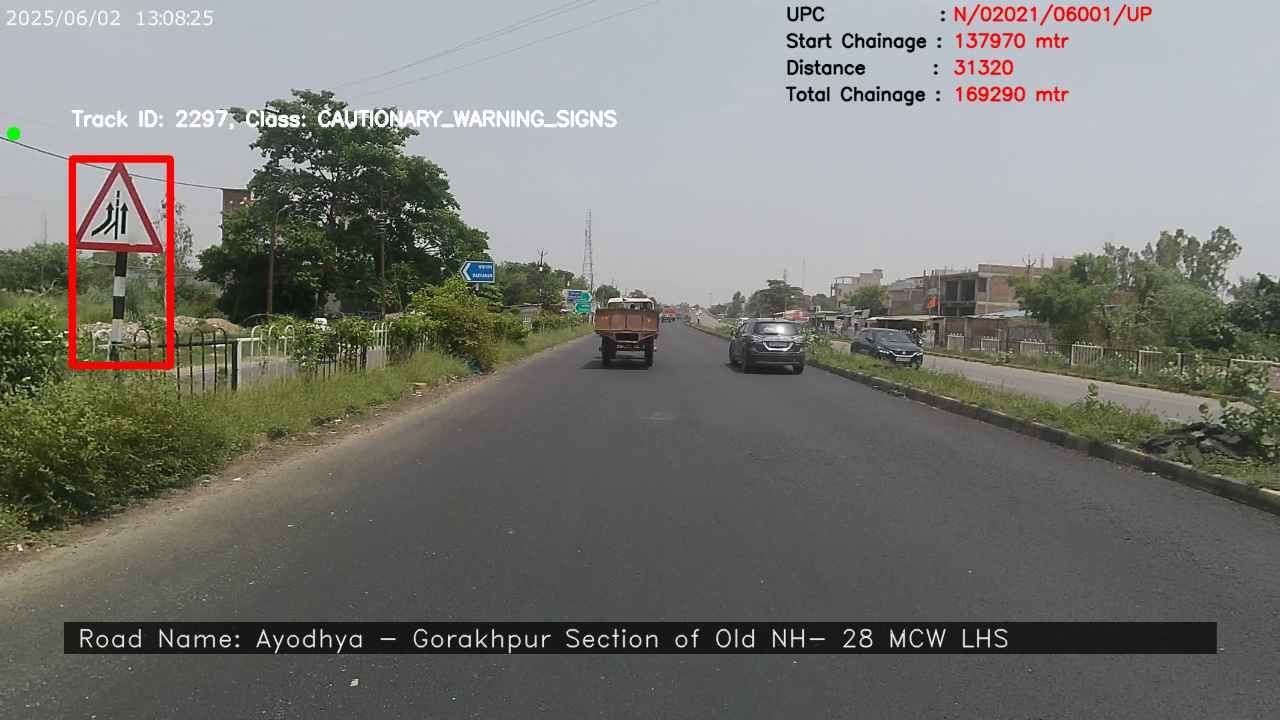 2025/06/02 13:08:25
UPC : N/02021/06001/UP
Start Chainage : 137970 mtr
Distance : 31320
Total Chainage : 169290 mtr
Track ID: 2297, Class: CAUTIONARY_WARNING_SIGNS
Road Name: Ayodhya - Gorakhpur Section of Old NH- 28 MCW LHS